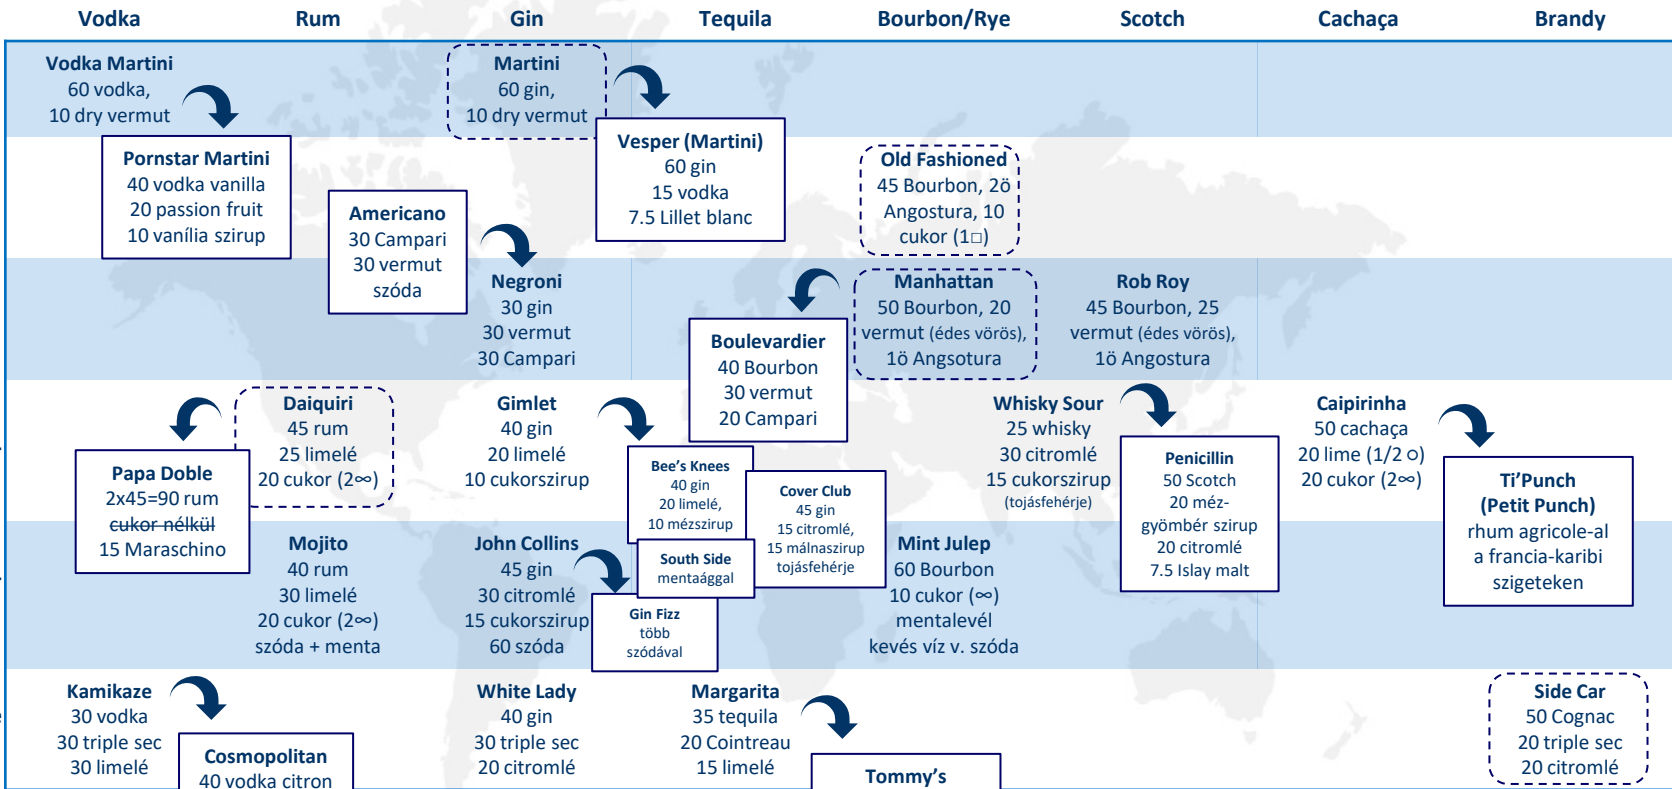 Vodka
Rum
Gin
Tequila
Bourbon/Rye
Scotch
Cachaça
Brandy
Vodka Martini
60 vodka,
10 dry vermut
Martini
60 gin,
10 dry vermut
Pornstar Martini
40 vodka vanilla
20 passion fruit
10 vanília szirup
Vesper (Martini)
60 gin
15 vodka
7.5 Lillet blanc
Old Fashioned
45 Bourbon, 2ö
Angostura, 10
cukor (1□)
Americano
30 Campari
30 vermut
szóda
Negroni
30 gin
30 vermut
30 Campari
Boulevardier
40 Bourbon
30 vermut
20 Campari
Manhattan
50 Bourbon, 20
vermut (édes vörös),
1ö Angsotura
Rob Roy
45 Bourbon, 25
vermut (édes vörös),
1ö Angostura
Papa Doble
2x45=90 rum
cukor nélkül
15 Maraschino
Daiquiri
45 rum
25 limelé
20 cukor (2∞)
Gimlet
40 gin
20 limelé
10 cukorszirup
Bee's Knees
40 gin
20 limelé,
10 mézszirup
Cover Club
45 gin
15 citromlé,
15 málnaszirup
tojásfehérje
Whisky Sour
25 whisky
30 citromlé
15 cukorszirup
(tojásfehérje)
Penicillin
50 Scotch
20 méz-
gyömbér szirup
20 citromlé
7.5 Islay malt
Caipirinha
50 cachaça
20 lime (1/2 ○)
20 cukor (2∞)
Ti'Punch
(Petit Punch)
rhum agricole-al
a francia-karibi
szigeteken
Mojito
40 rum
30 limelé
20 cukor (2∞)
szóda + menta
John Collins
45 gin
30 citromlé
15 cukorszirup
60 szóda
South Side
mentaággal
Gin Fizz
több
szódával
Mint Julep
60 Bourbon
10 cukor (∞)
mentalevél
kevés víz v. szóda
Kamikaze
30 vodka
30 triple sec
30 limelé
Cosmopolitan
40 vodka citron
White Lady
40 gin
30 triple sec
20 citromlé
Margarita
35 tequila
20 Cointreau
15 limelé
Tommy's
Side Car
50 Cognac
20 triple sec
20 citromlé